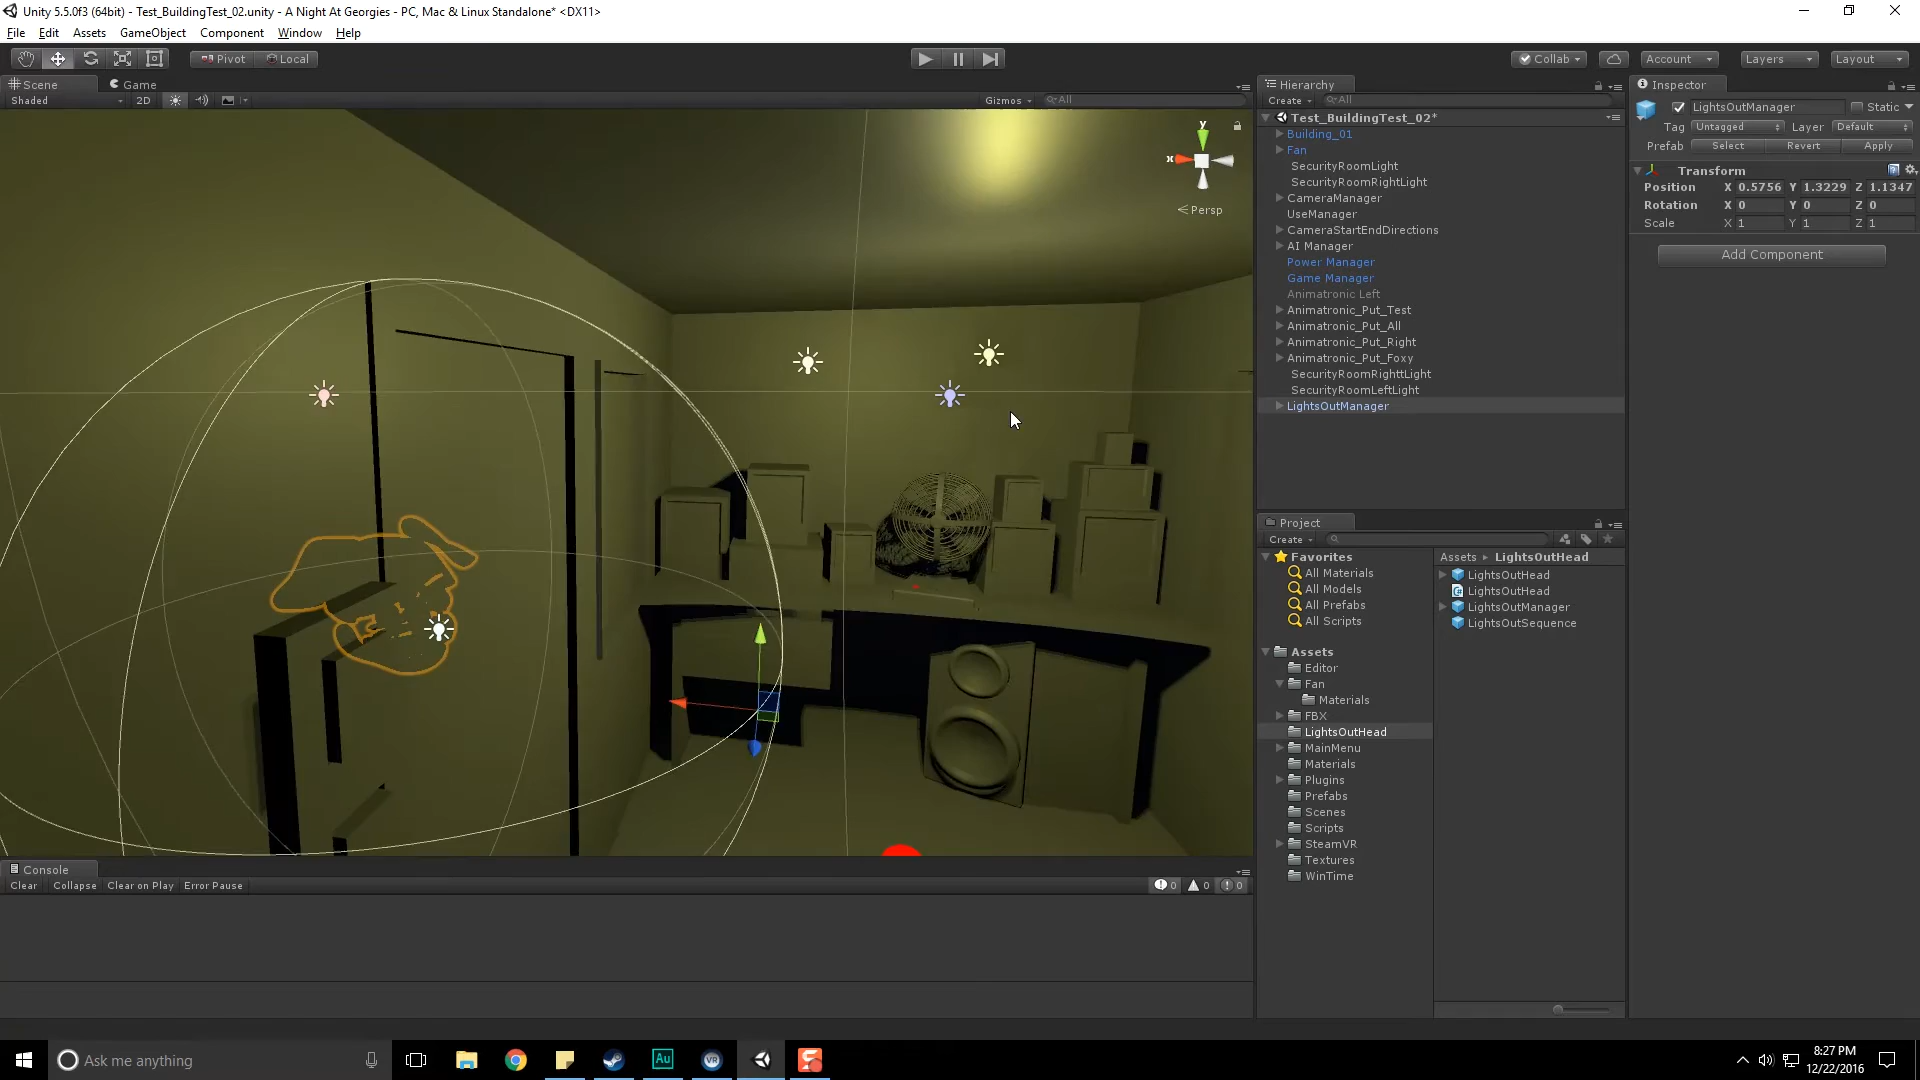 Unity 5.5.0f3 (64bit) - Test_BuildingTest_02.unity - A Night At Georgies - PC, Mac & Linux Standalone* <DX11>
File Edit Assets GameObject Component Window Help
Pivot Local Collab Account Layers Layout
Scene Game
Shaded 2D Gizmos All
y
x
Persp
Hierarchy
Create All
Test_BuildingTest_02*
Building_01
Fan
SecurityRoomLight
SecurityRoomRightLight
CameraManager
UseManager
CameraStartEndDirections
AI Manager
Power Manager
Game Manager
Animatronic Left
Animatronic_Put_Test
Animatronic_Put_All
Animatronic_Put_Right
Animatronic_Put_Foxy
SecurityRoomRighttLight
SecurityRoomLeftLight
LightsOutManager
Project
Create
Favorites
All Materials
All Models
All Prefabs
All Scripts
Assets
Editor
Fan
Materials
FBX
LightsOutHead
MainMenu
Materials
Plugins
Prefabs
Scenes
Scripts
SteamVR
Textures
WinTime
Assets LightsOutHead
LightsOutHead
LightsOutHead
LightsOutManager
LightsOutSequence
Inspector
LightsOutManager Static
Tag Untagged Layer Default
Prefab Select Revert Apply
Transform
Position X 0.5756 Y 1.3229 Z 1.1347
Rotation X 0 Y 0 Z 0
Scale X 1 Y 1 Z 1
Add Component
Console
Clear Collapse Clear on Play Error Pause 0 0 0
Ask me anything
Au
VR
8:27 PM
12/22/2016